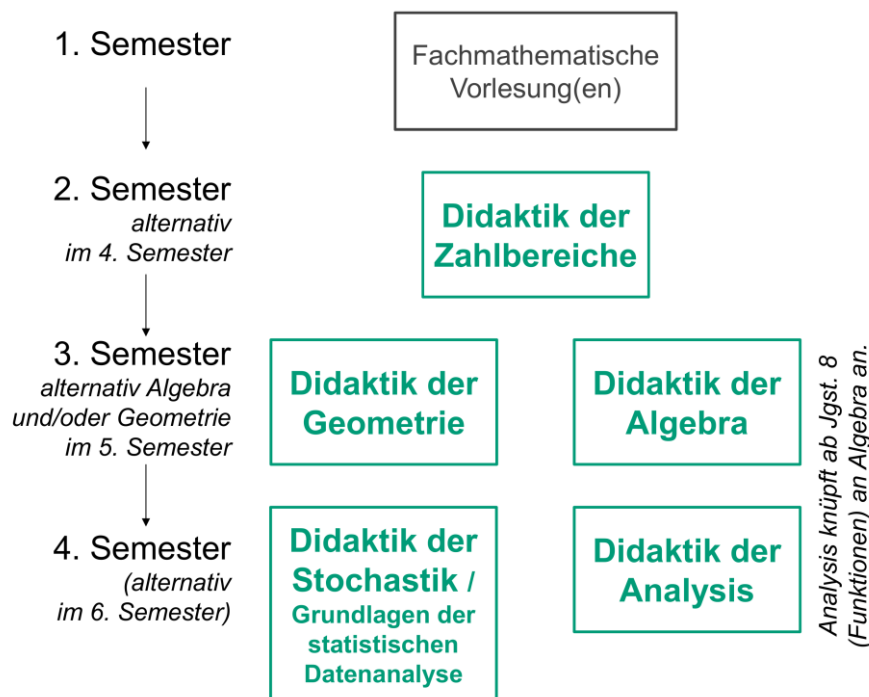 1. Semester
Fachmathematische
Vorlesung(en)
2. Semester
alternativ
im 4. Semester
Didaktik der
Zahlbereiche
3. Semester
alternativ Algebra
und/oder Geometrie
im 5. Semester
Didaktik der
Geometrie
Didaktik der
Algebra
4. Semester
(alternativ
im 6. Semester)
Didaktik der
Stochastik /
Grundlagen der
statistischen
Datenanalyse
Didaktik der
Analysis
Analysis knüpft ab Jgst. 8
(Funktionen) an Algebra an.